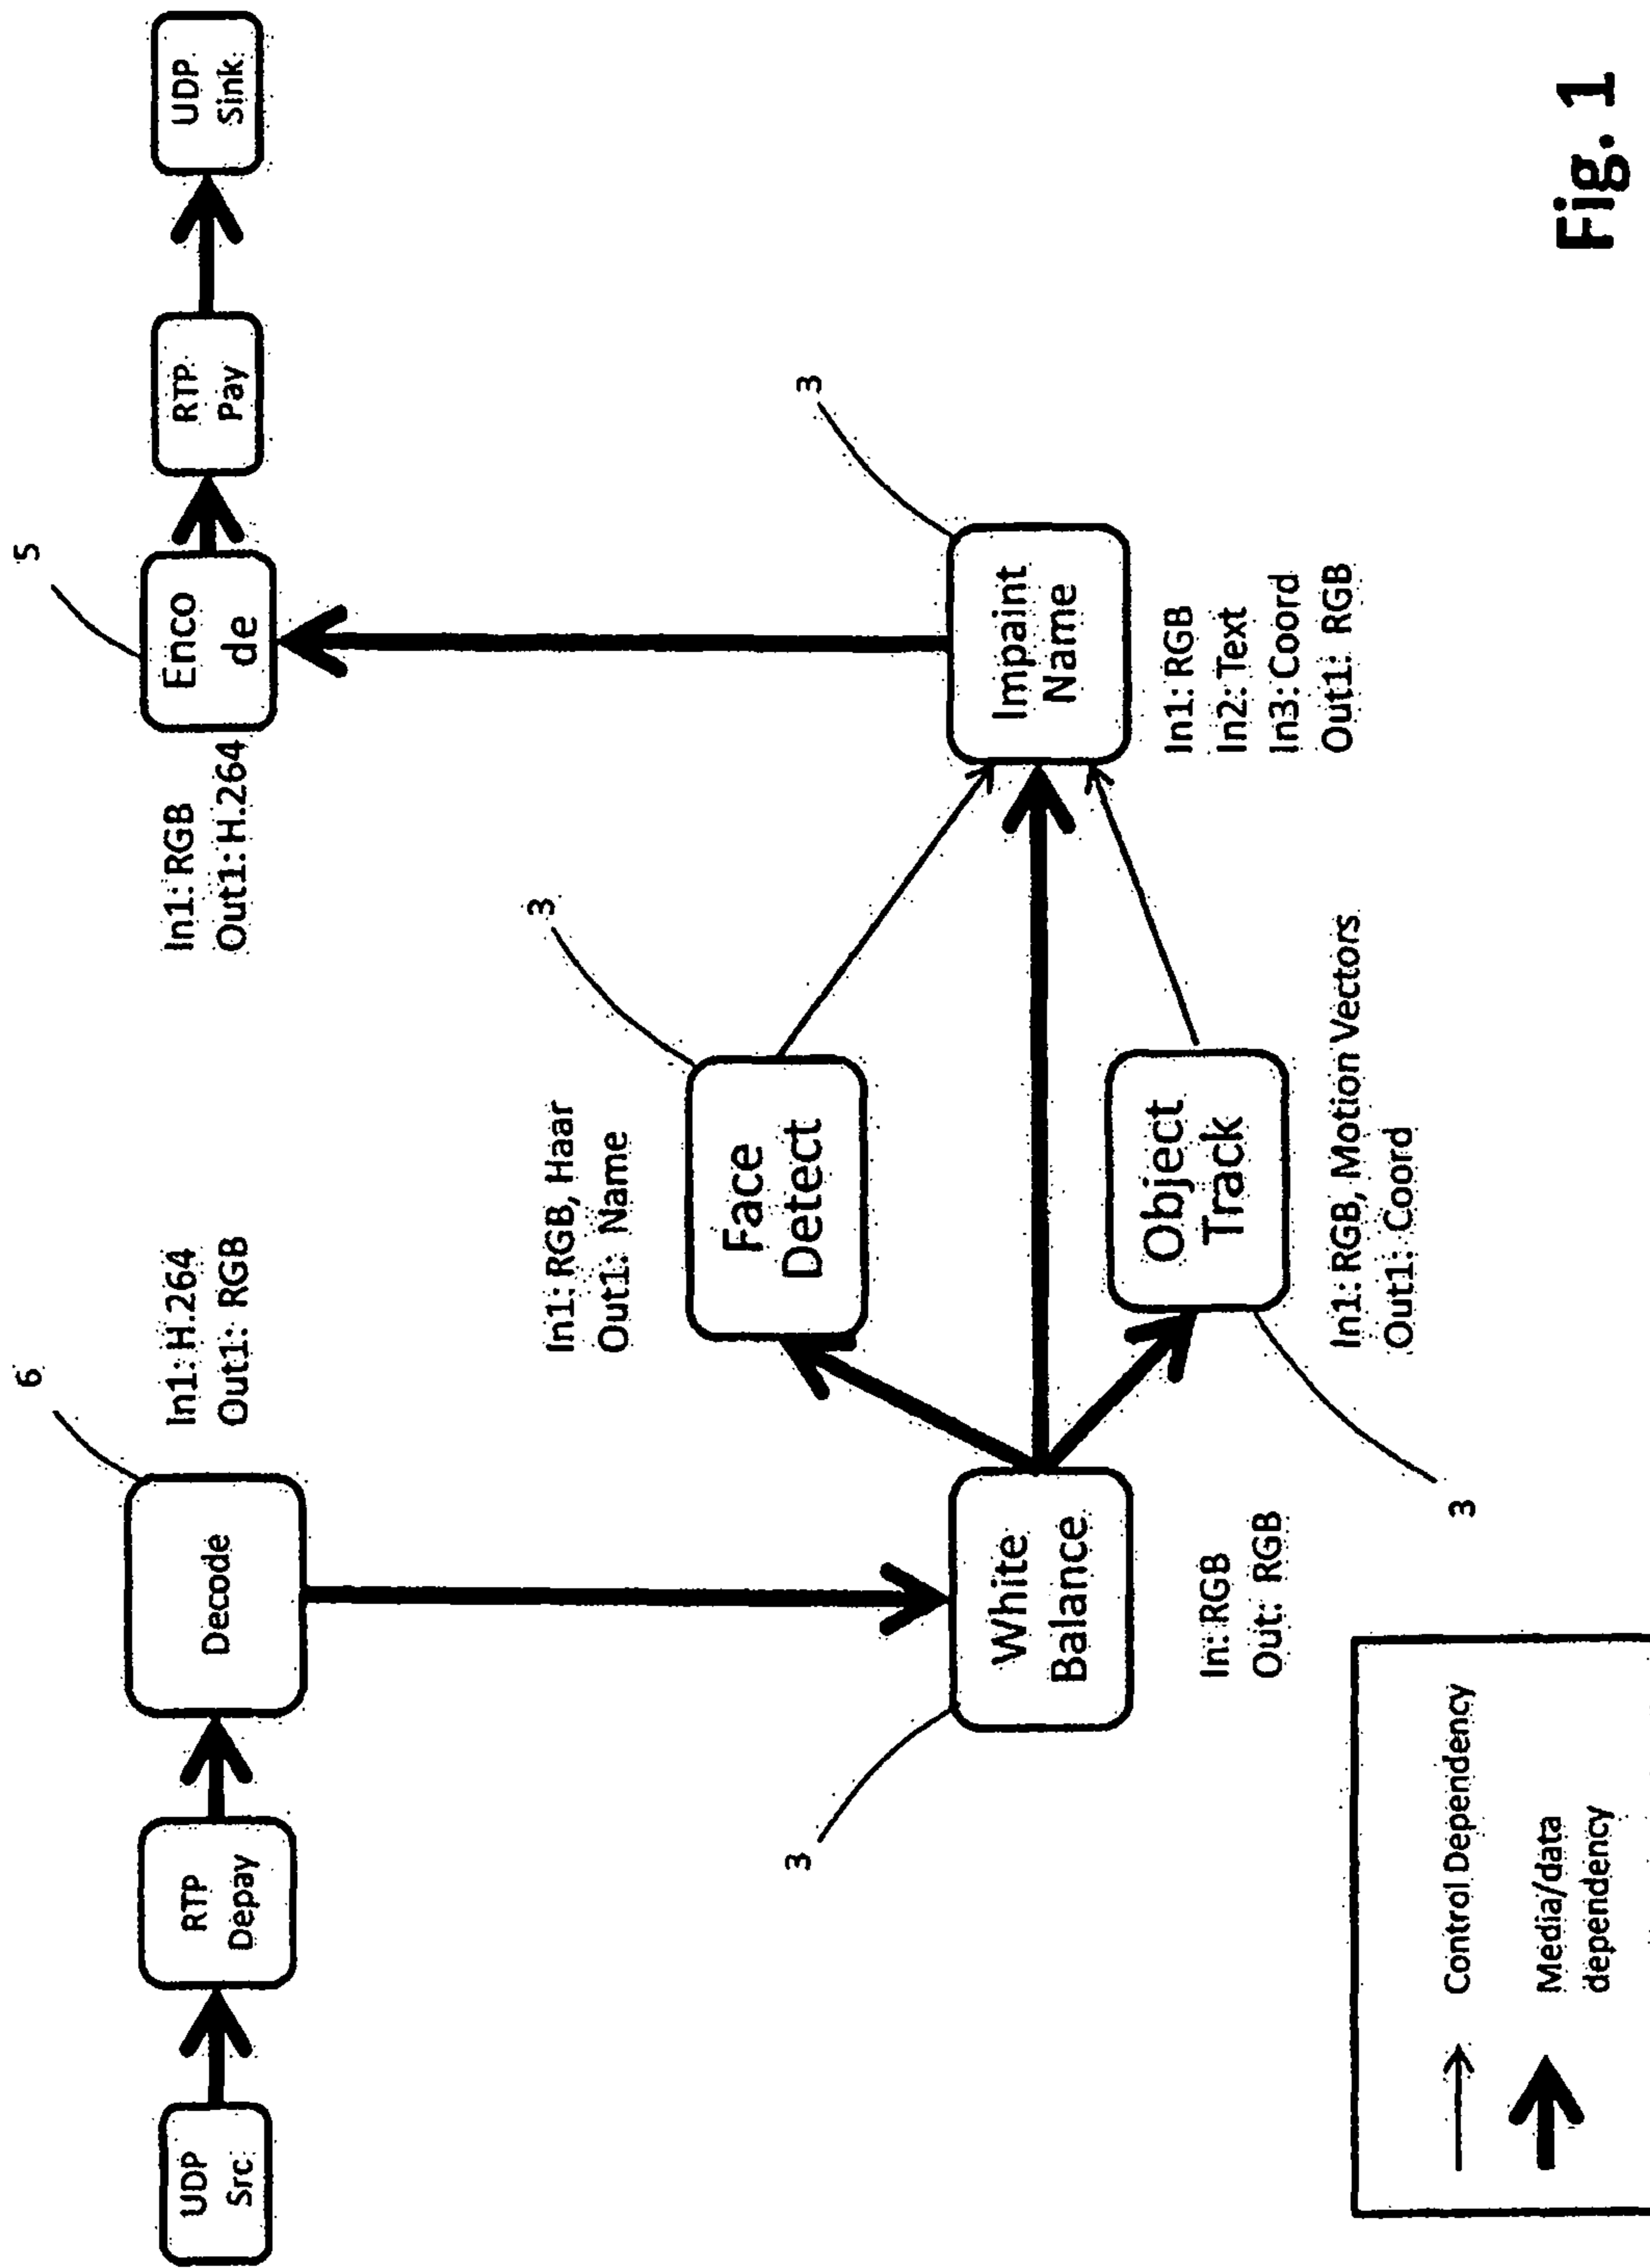 UDP
Src
RTP
Depay
6
Decode
In1: H.264
Out1: RGB
In1: RGB
Out1: H.264
5
Enco
de
RTP
Pay
UDP
Sink
In1: RGB, Haar
Out1: Name
3
Face
Detect
3
White
Balance
In: RGB
Out: RGB
3
Impaint
Name
In1: RGB
In2: Text
In3: Coord
Out1: RGB
Object
Track
In1: RGB, Motion Vectors
Out1: Coord
3
Control Dependency
Media/data
dependency
Fig. 1